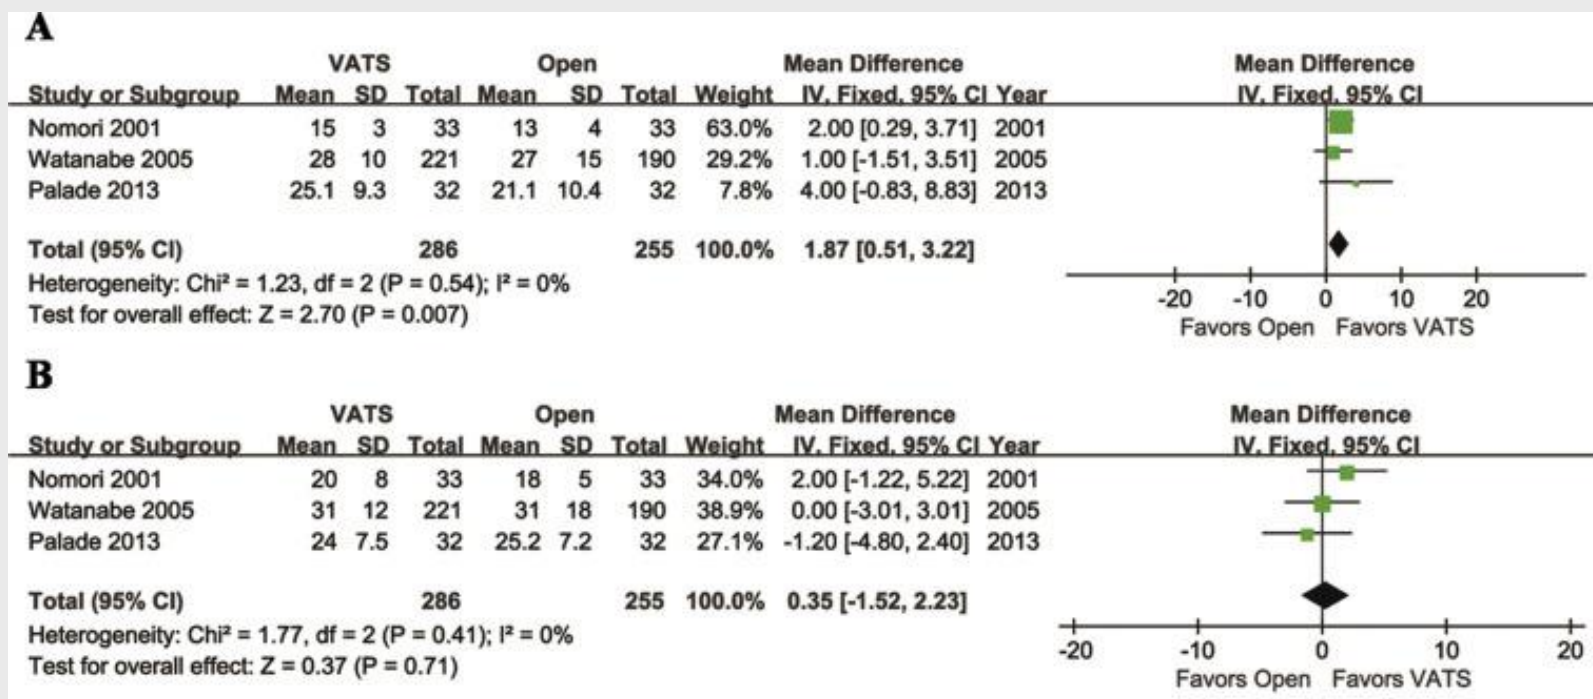 A
VATS Open Mean Difference Mean Difference
Study or Subgroup Mean SD Total Mean SD Total Weight IV, Fixed, 95% CI Year IV, Fixed, 95% CI
Nomori 2001 15 3 33 13 4 33 63.0% 2.00 [0.29, 3.71] 2001
Watanabe 2005 28 10 221 27 15 190 29.2% 1.00 [-1.51, 3.51] 2005
Palade 2013 25.1 9.3 32 21.1 10.4 32 7.8% 4.00 [-0.83, 8.83] 2013
Total (95% CI) 286 255 100.0% 1.87 [0.51, 3.22]
Heterogeneity: Chi² = 1.23, df = 2 (P = 0.54); I² = 0%
Test for overall effect: Z = 2.70 (P = 0.007)
-20 -10 0 10 20
Favors Open Favors VATS
B
VATS Open Mean Difference Mean Difference
Study or Subgroup Mean SD Total Mean SD Total Weight IV, Fixed, 95% CI Year IV, Fixed, 95% CI
Nomori 2001 20 8 33 18 5 33 34.0% 2.00 [-1.22, 5.22] 2001
Watanabe 2005 31 12 221 31 18 190 38.9% 0.00 [-3.01, 3.01] 2005
Palade 2013 24 7.5 32 25.2 7.2 32 27.1% -1.20 [-4.80, 2.40] 2013
Total (95% CI) 286 255 100.0% 0.35 [-1.52, 2.23]
Heterogeneity: Chi² = 1.77, df = 2 (P = 0.41); I² = 0%
Test for overall effect: Z = 0.37 (P = 0.71)
-20 -10 0 10 20
Favors Open Favors VATS